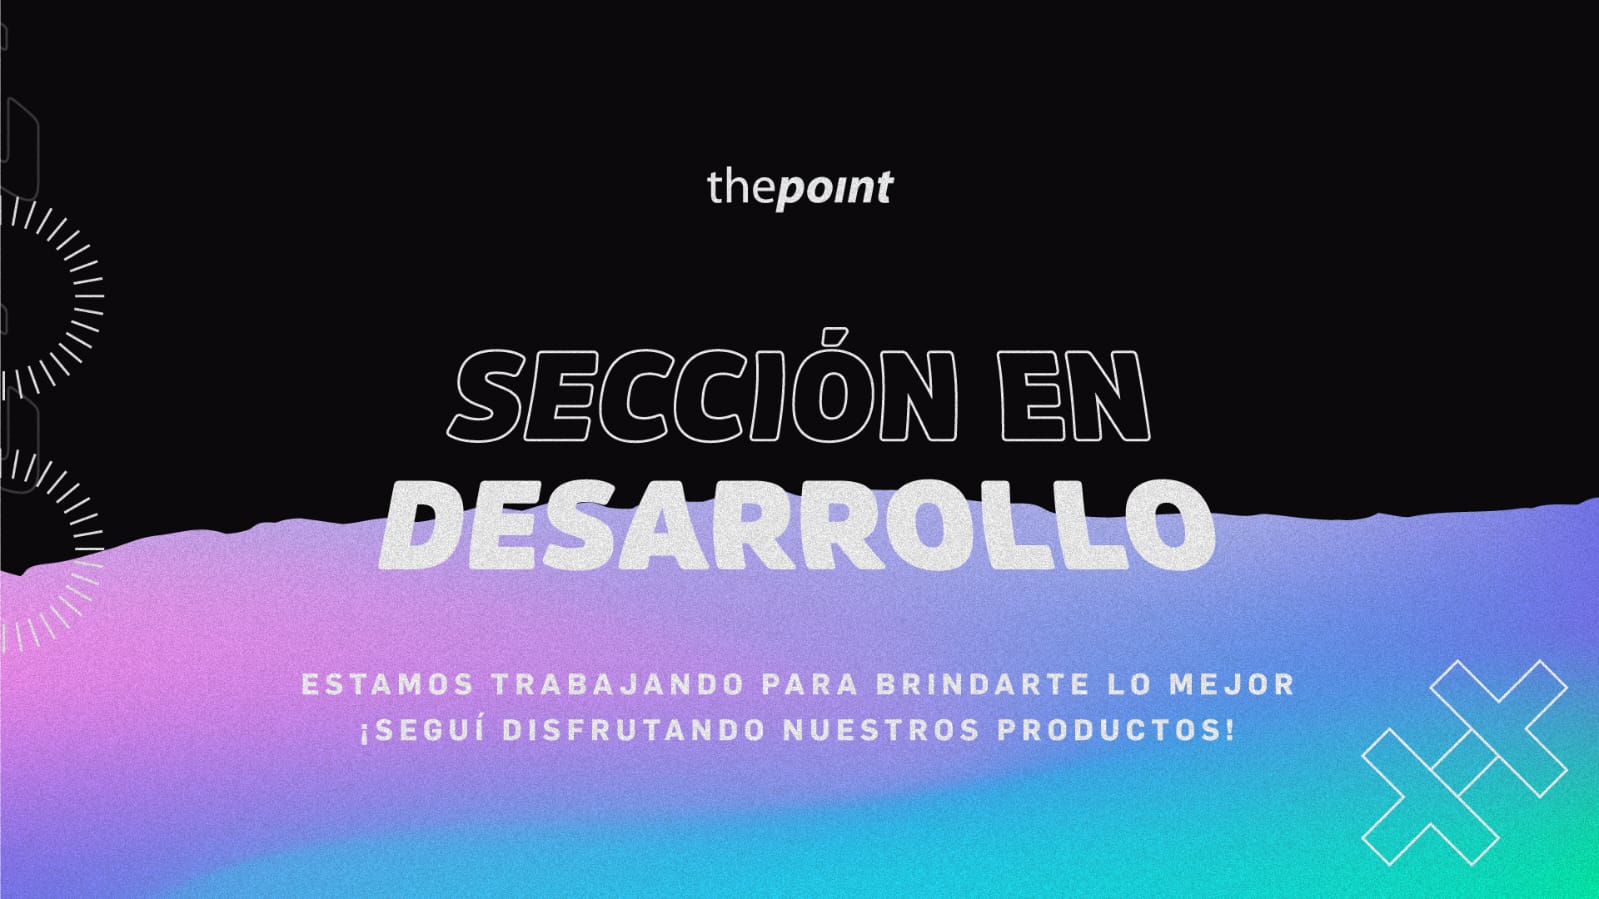 thepoint
SECCIÓN EN
DESARROLLO
ESTAMOS TRABAJANDO PARA BRINDARTE LO MEJOR
¡SEGUÍ DISFRUTANDO NUESTROS PRODUCTOS!